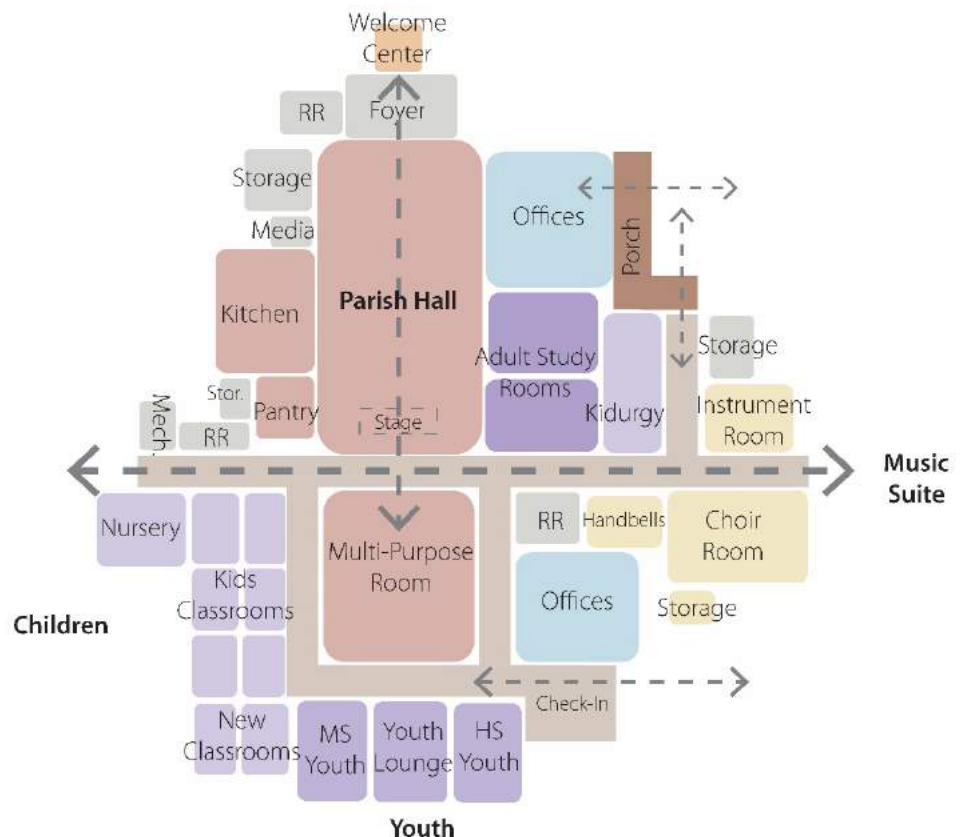 Welcome
Center
RR
Foyer
Storage
Offices
Media
Porch
Kitchen
Parish Hall
Adult Study
Rooms
Storage
Stor.
Pantry
Stage
Kidurgy
Instrument
Room
Mech.
RR
Music
Suite
Nursery
RR
Handbells
Choir
Room
Multi-Purpose
Room
Kids
Classrooms
Offices
Storage
Children
Check-In
New
Classrooms
MS
Youth
Youth
Lounge
HS
Youth
Youth